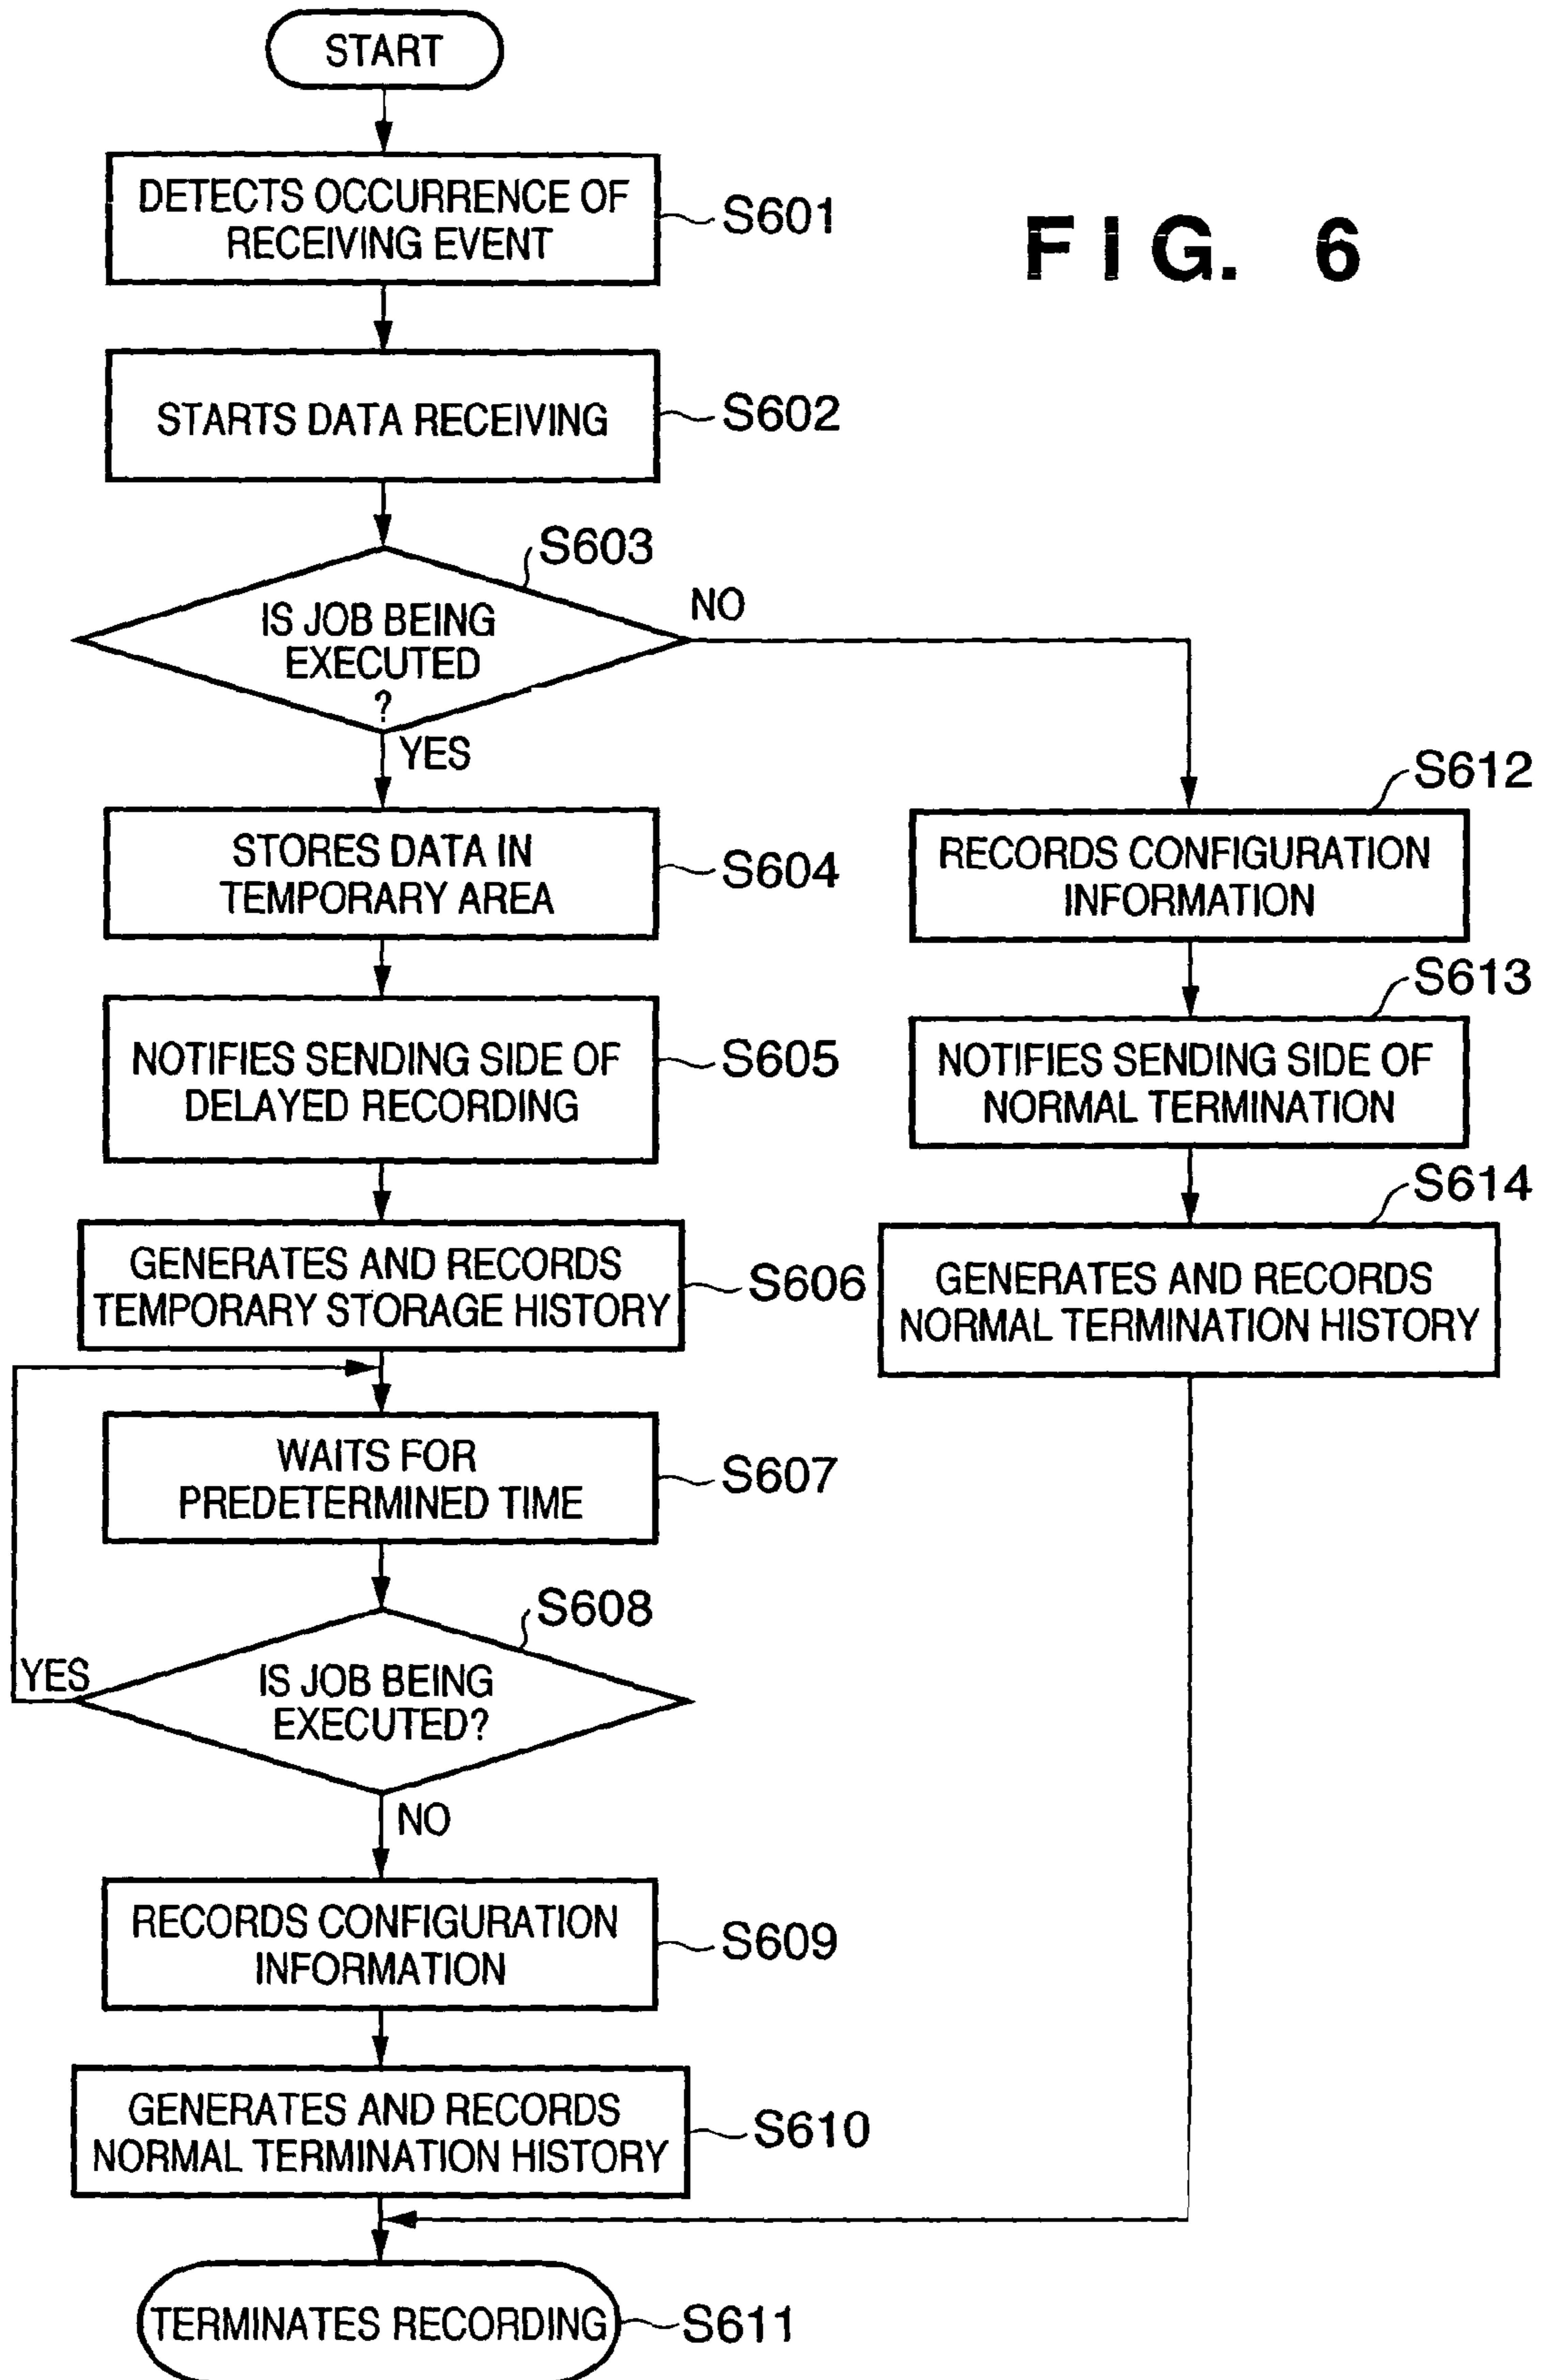 START
DETECTS OCCURRENCE OF
RECEIVING EVENT
S601
FIG. 6
STARTS DATA RECEIVING
S602
S603
IS JOB BEING
EXECUTED
?
NO
YES
STORES DATA IN
TEMPORARY AREA
S604
S612
RECORDS CONFIGURATION
INFORMATION
NOTIFIES SENDING SIDE OF
DELAYED RECORDING
S605
S613
NOTIFIES SENDING SIDE OF
NORMAL TERMINATION
GENERATES AND RECORDS
TEMPORARY STORAGE HISTORY
S606
S614
GENERATES AND RECORDS
NORMAL TERMINATION HISTORY
WAITS FOR
PREDETERMINED TIME
S607
S608
YES
IS JOB BEING
EXECUTED?
NO
RECORDS CONFIGURATION
INFORMATION
S609
GENERATES AND RECORDS
NORMAL TERMINATION HISTORY
S610
TERMINATES RECORDING
S611